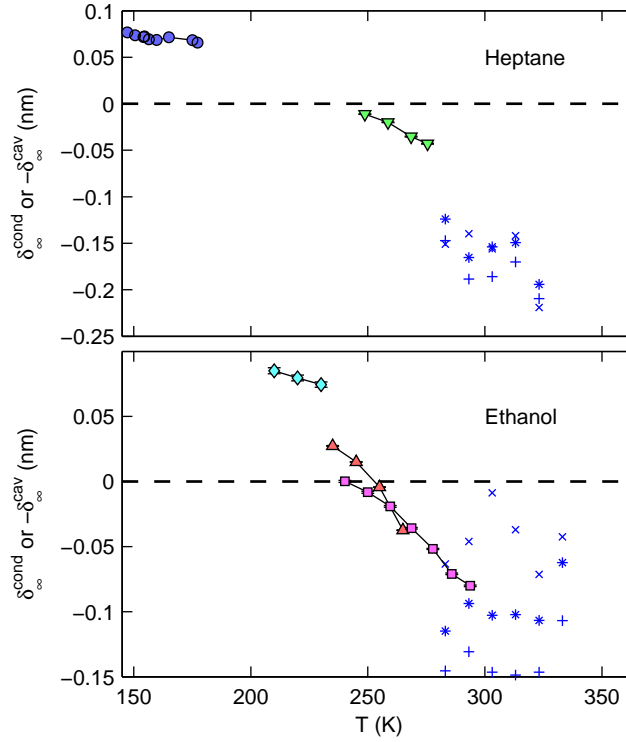 0.1
0.05
0
−0.05
−0.1
−0.15
−0.2
−0.25
δ∞^cond or −δ∞^cav (nm)
Heptane
0.05
0
−0.05
−0.1
−0.15
δ∞^cond or −δ∞^cav (nm)
Ethanol
150 200 250 300 350
T (K)